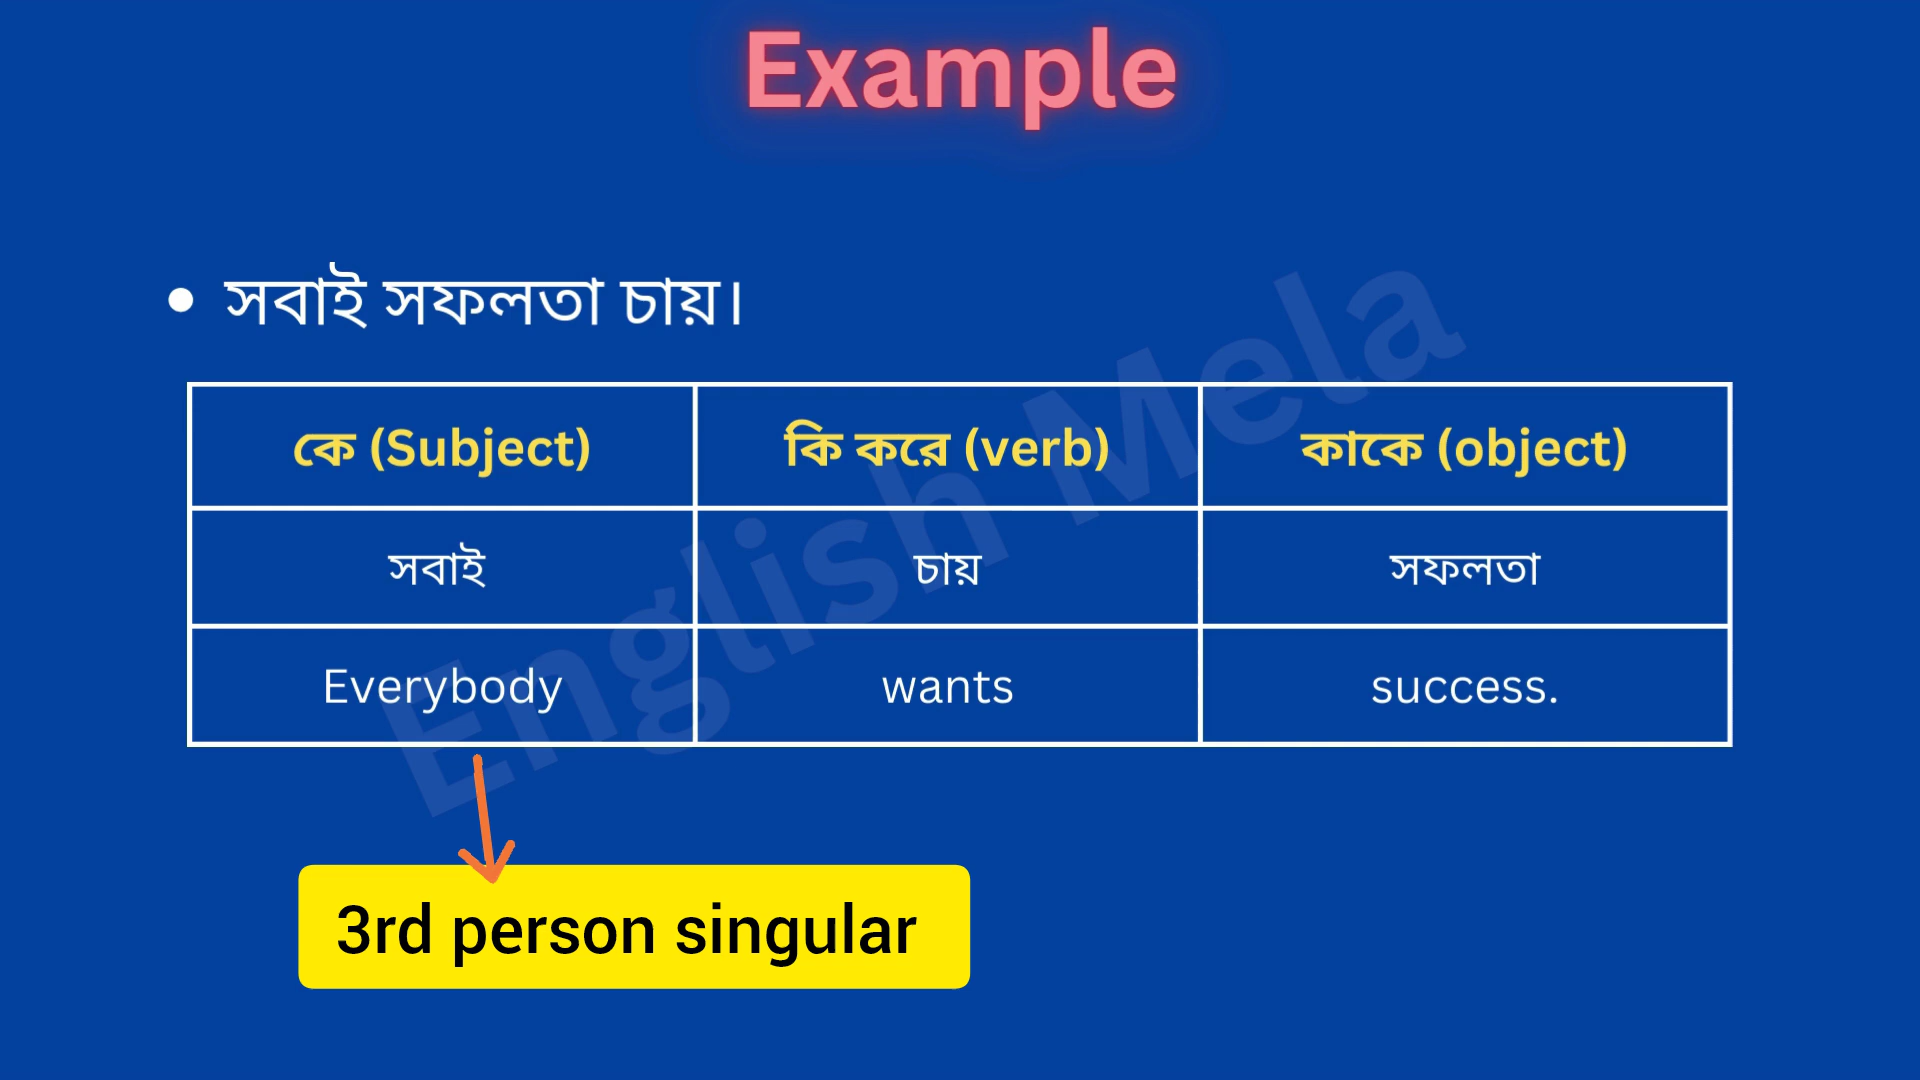 Example
• সবাই সফলতা চায়।
কে (Subject) কি করে (verb) কাকে (object)
সবাই চায় সফলতা
Everybody wants success.
3rd person singular
English Mela